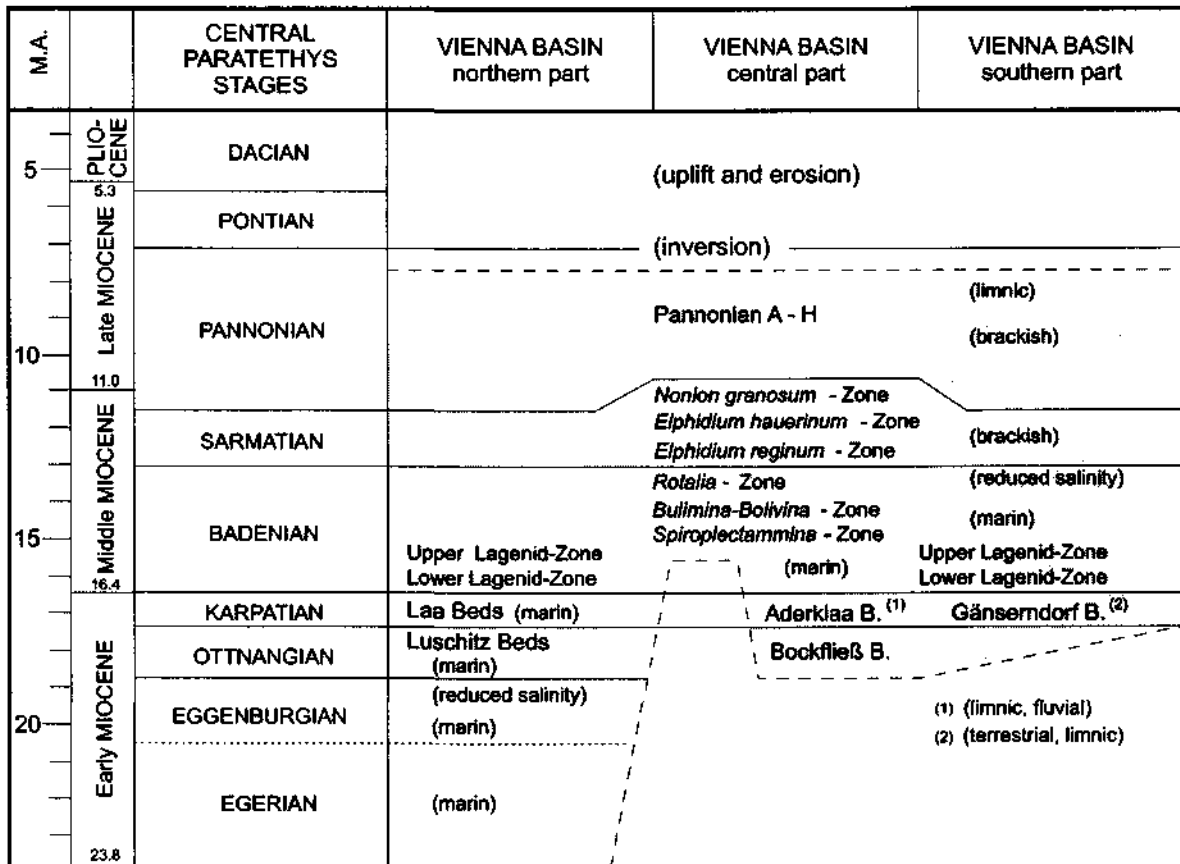 M.A.
CENTRAL
PARATETHYS
STAGES
VIENNA BASIN
northern part
VIENNA BASIN
central part
VIENNA BASIN
southern part
5
10
15
20
PLIO-
CENE
5.3
Late MIOCENE
11.0
Middle MIOCENE
16.4
Early MIOCENE
23.8
DACIAN
PONTIAN
PANNONIAN
SARMATIAN
BADENIAN
KARPATIAN
OTTNANGIAN
EGGENBURGIAN
EGERIAN
(uplift and erosion)
(inversion)
Pannonian A - H
(limnic)
(brackish)
Nonion granosum - Zone
Elphidium hauerinum - Zone
Elphidium reginum - Zone
(brackish)
Rotalia - Zone
Bulimina-Bolivina - Zone
Spiroplectammina - Zone
(marin)
(reduced salinity)
(marin)
Upper Lagenid-Zone
Lower Lagenid-Zone
Upper Lagenid-Zone
Lower Lagenid-Zone
Laa Beds (marin)
Aderklaa B. (1)
Gänserndorf B. (2)
Luschitz Beds
(marin)
Bockfließ B.
(reduced salinity)
(marin)
(marin)
(1) (limnic, fluvial)
(2) (terrestrial, limnic)